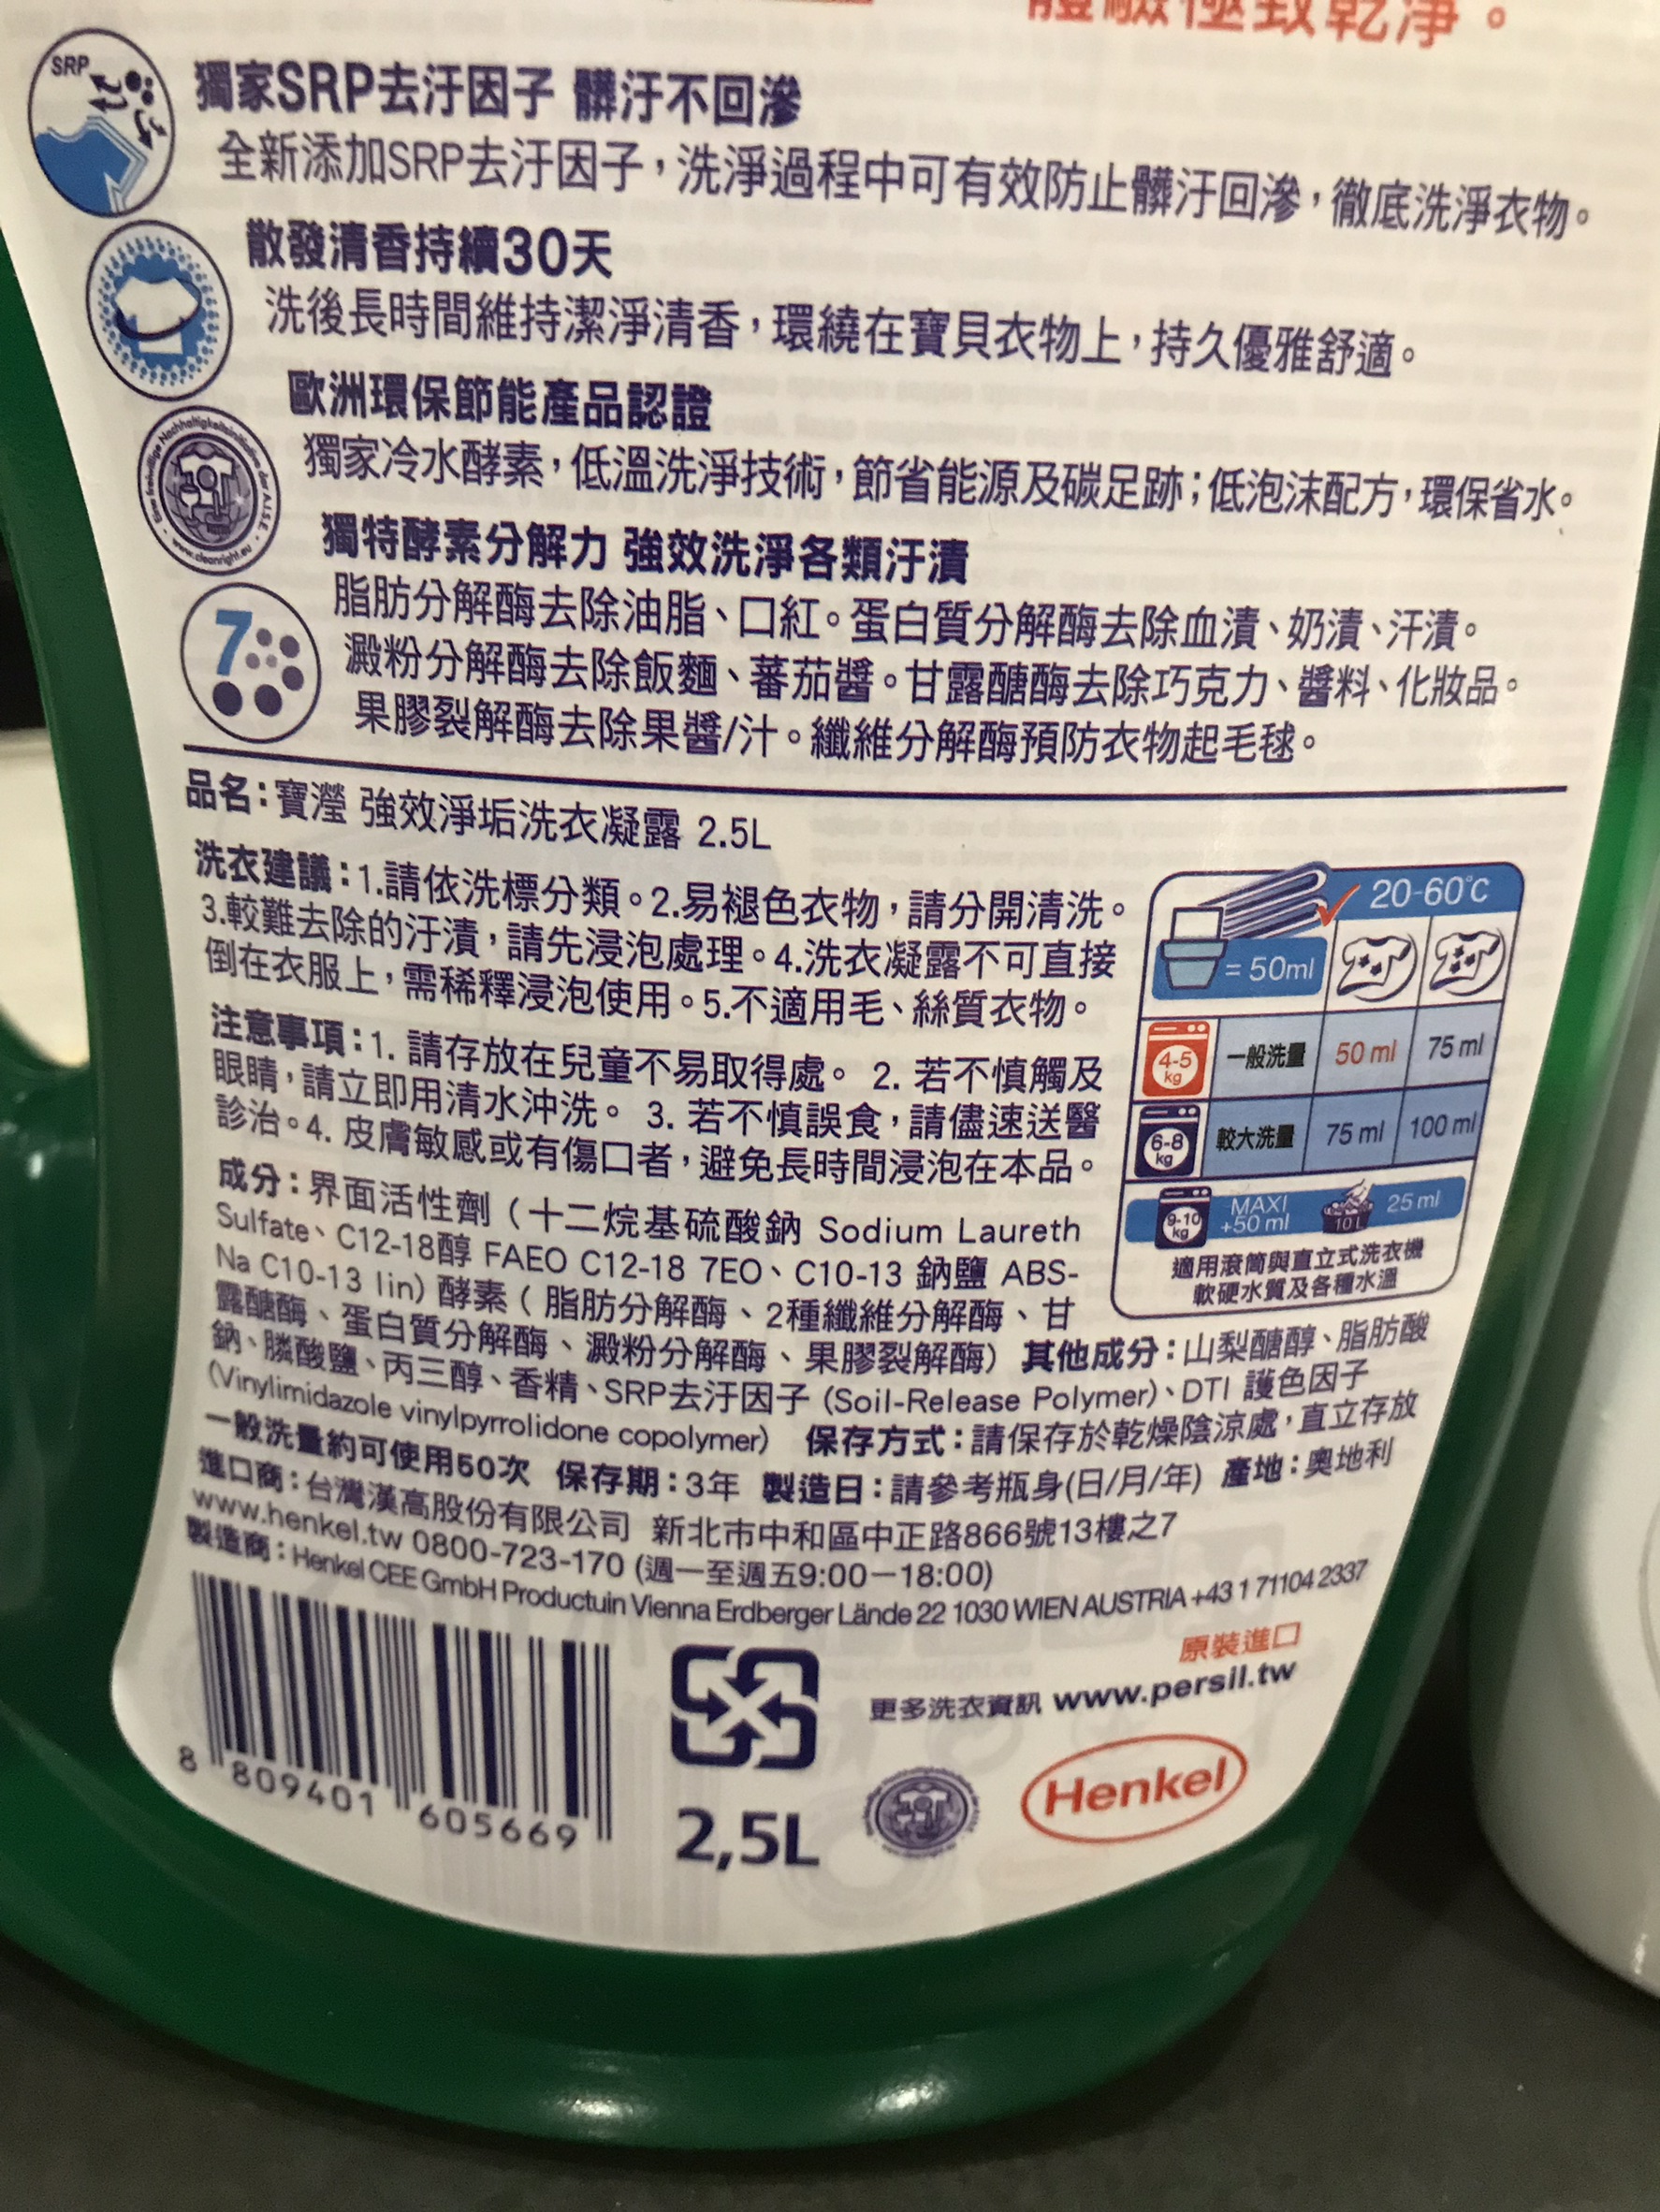 體驗極致乾淨。
SRP
獨家SRP去汙因子 髒汙不回滲
全新添加SRP去汙因子，洗淨過程中可有效防止髒汙回滲，徹底洗淨衣物。
散發清香持續30天
洗後長時間維持潔淨清香，環繞在寶貝衣物上，持久優雅舒適。
歐洲環保節能產品認證
獨家冷水酵素，低溫洗淨技術，節省能源及碳足跡；低泡沫配方，環保省水。
www.cleanright.eu
獨特酵素分解力 強效洗淨各類汙漬
7
脂肪分解酶去除油脂、口紅。蛋白質分解酶去除血漬、奶漬、汗漬。
澱粉分解酶去除飯麵、蕃茄醬。甘露醣酶去除巧克力、醬料、化妝品。
果膠裂解酶去除果醬/汁。纖維分解酶預防衣物起毛毬。
品名：寶瀅 強效淨垢洗衣凝露 2.5L
洗衣建議：1.請依洗標分類。2.易褪色衣物，請分開清洗。
3.較難去除的汙漬，請先浸泡處理。4.洗衣凝露不可直接
倒在衣服上，需稀釋浸泡使用。5.不適用毛、絲質衣物。
注意事項：1. 請存放在兒童不易取得處。 2. 若不慎觸及
眼睛，請立即用清水沖洗。 3. 若不慎誤食，請儘速送醫
診治。4. 皮膚敏感或有傷口者，避免長時間浸泡在本品。
20-60℃
= 50ml
4-5 kg 一般洗量 50 ml 75 ml
6-8 kg 較大洗量 75 ml 100 ml
9-10 kg MAXI +50 ml 10 L 25 ml
適用滾筒與直立式洗衣機
軟硬水質及各種水溫
成分：界面活性劑（十二烷基硫酸鈉 Sodium Laureth
Sulfate、C12-18醇 FAEO C12-18 7EO、C10-13 鈉鹽 ABS-
Na C10-13 lin) 酵素（ 脂肪分解酶、2種纖維分解酶、甘
露醣酶、蛋白質分解酶、澱粉分解酶、果膠裂解酶）其他成分：山梨醣醇、脂肪酸
鈉、膦酸鹽、丙三醇、香精、SRP去汙因子 (Soil-Release Polymer)、DTI 護色因子
(Vinylimidazole vinylpyrrolidone copolymer) 保存方式：請保存於乾燥陰涼處，直立存放
一般洗量約可使用50次 保存期：3年 製造日：請參考瓶身(日/月/年) 產地：奧地利
進口商：台灣漢高股份有限公司 新北市中和區中正路866號13樓之7
www.henkel.tw 0800-723-170 (週一至週五9:00－18:00)
製造商：Henkel CEE GmbH Productuin Vienna Erdberger Lände 22 1030 WIEN AUSTRIA +43 1 71104 2337
原裝進口
更多洗衣資訊 www.persil.tw
8 809401 605669
2,5L
Henkel